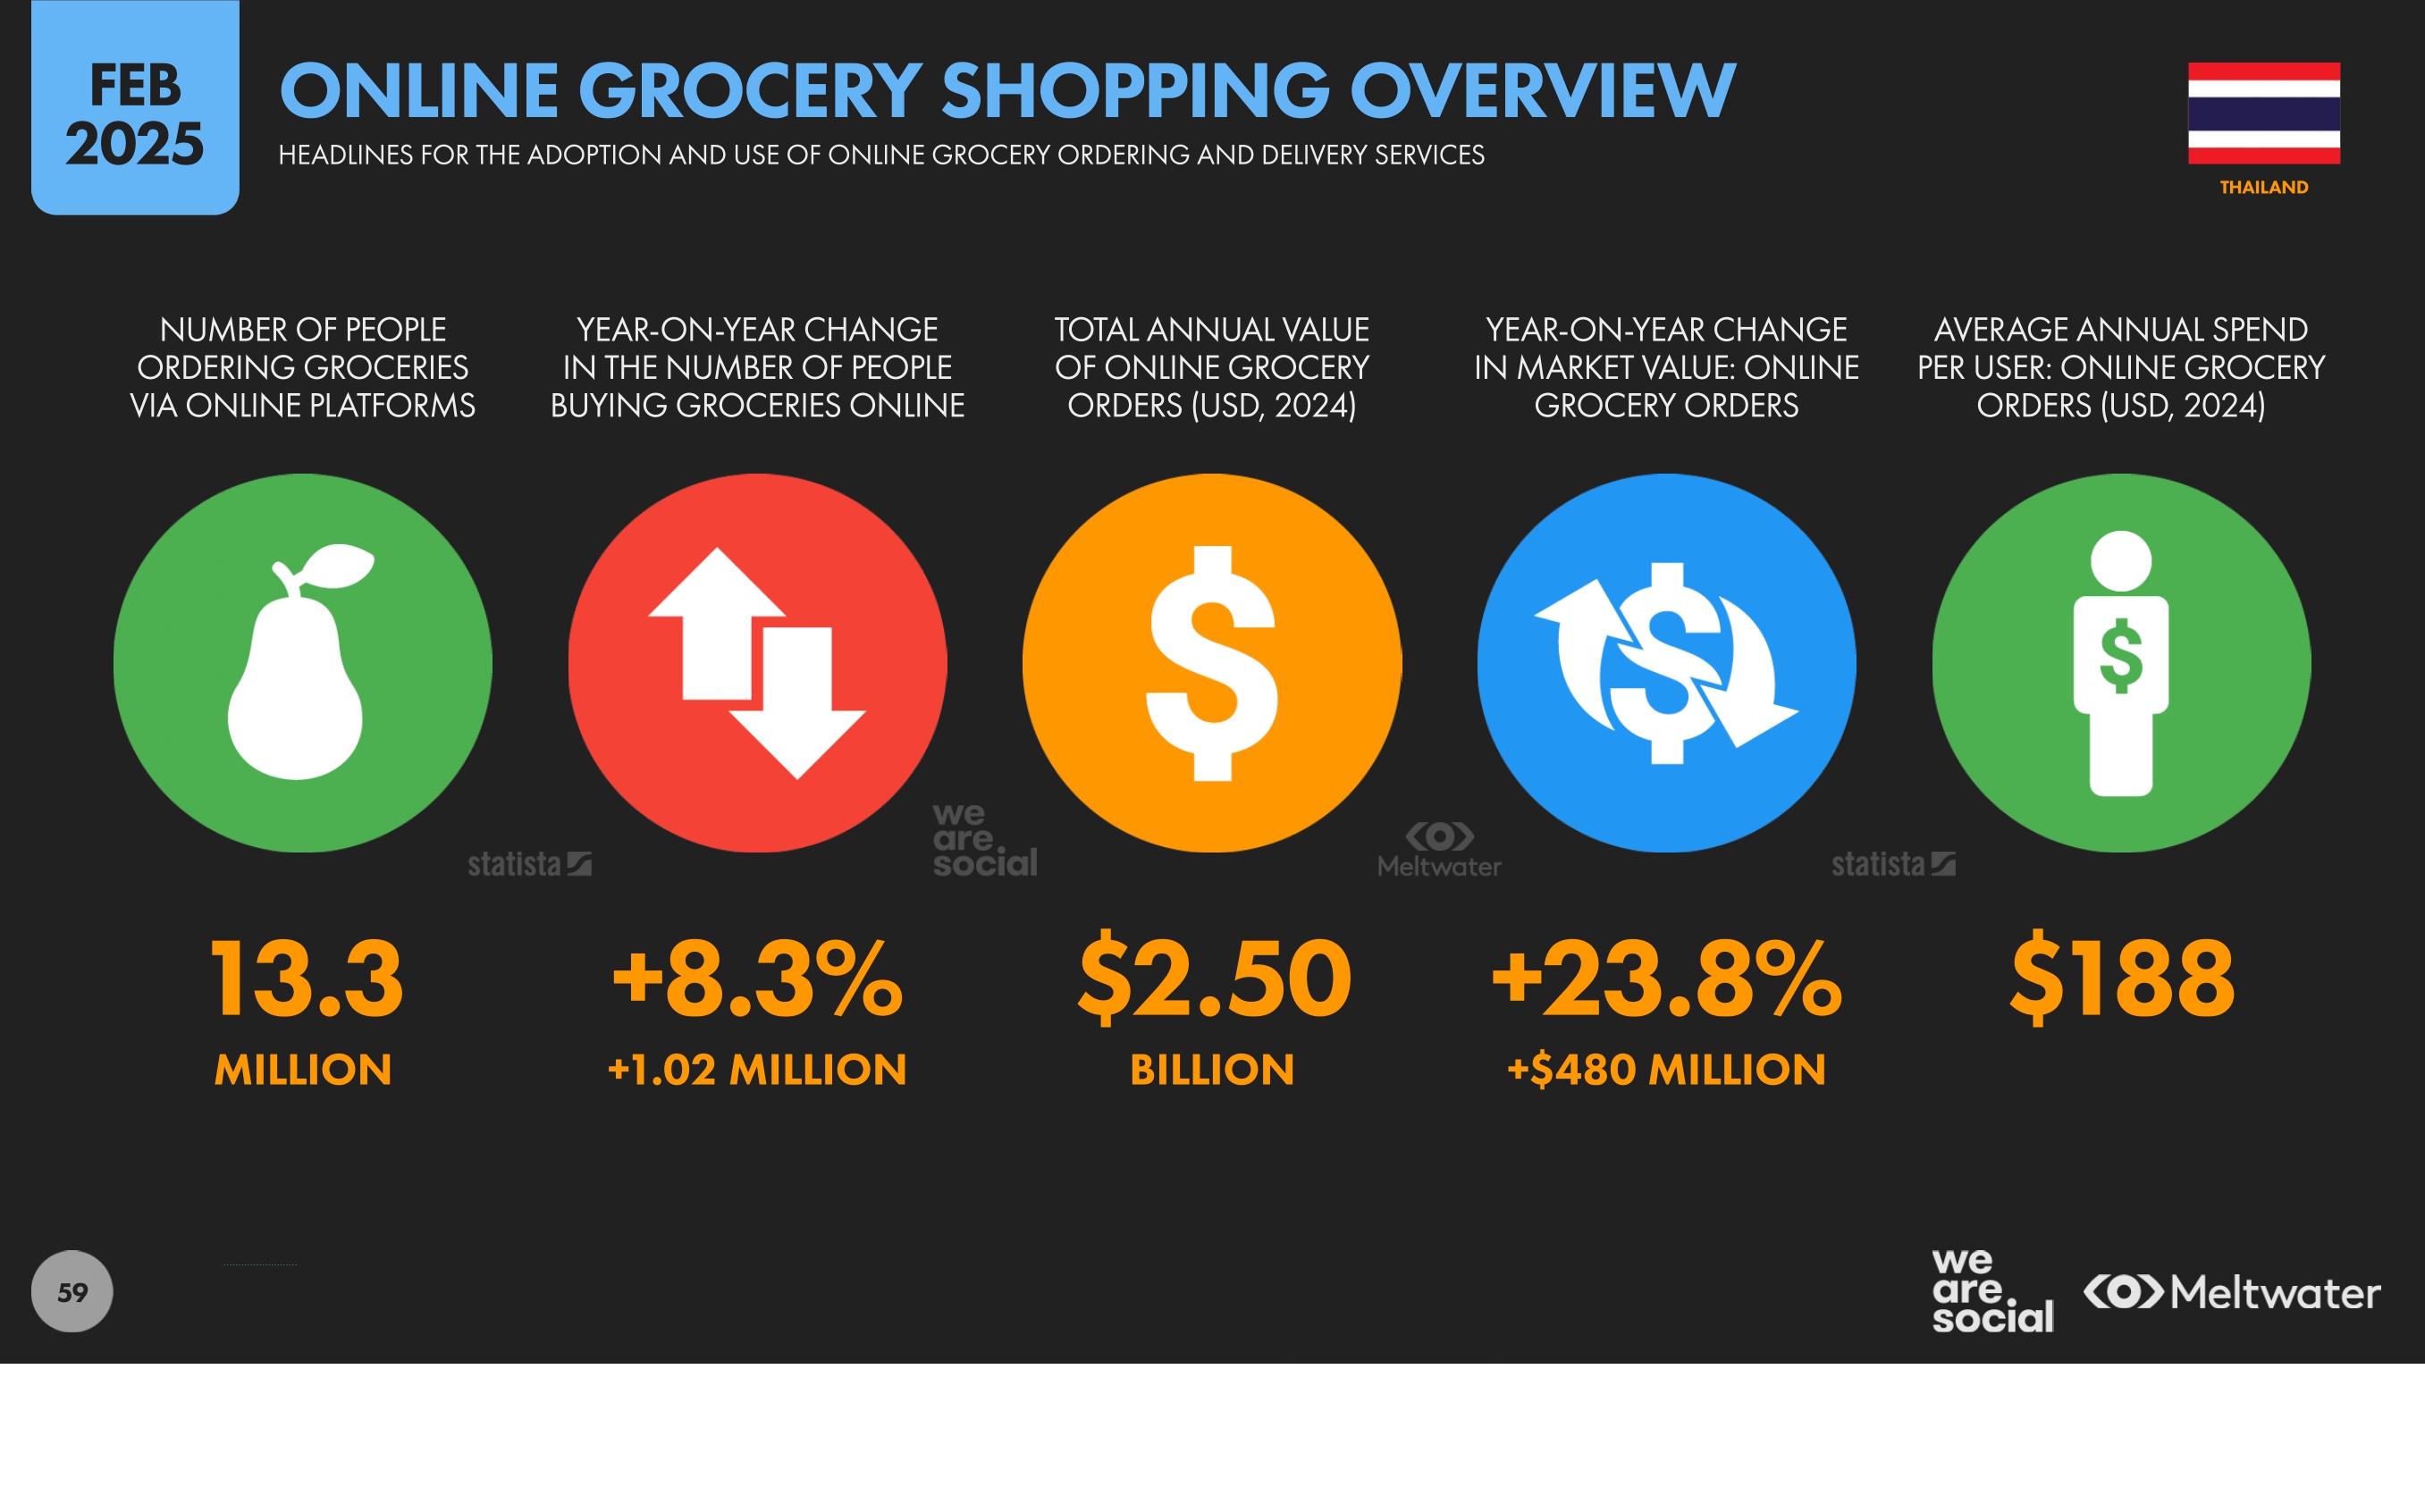 FEB
2025
ONLINE GROCERY SHOPPING OVERVIEW
HEADLINES FOR THE ADOPTION AND USE OF ONLINE GROCERY ORDERING AND DELIVERY SERVICES
THAILAND
NUMBER OF PEOPLE
ORDERING GROCERIES
VIA ONLINE PLATFORMS
YEAR-ON-YEAR CHANGE
IN THE NUMBER OF PEOPLE
BUYING GROCERIES ONLINE
TOTAL ANNUAL VALUE
OF ONLINE GROCERY
ORDERS (USD, 2024)
YEAR-ON-YEAR CHANGE
IN MARKET VALUE: ONLINE
GROCERY ORDERS
AVERAGE ANNUAL SPEND
PER USER: ONLINE GROCERY
ORDERS (USD, 2024)
$
$
$
statista
we
are
social
Meltwater
statista
13.3
MILLION
+8.3%
+1.02 MILLION
$2.50
BILLION
+23.8%
+$480 MILLION
$188
59
we
are
social
Meltwater